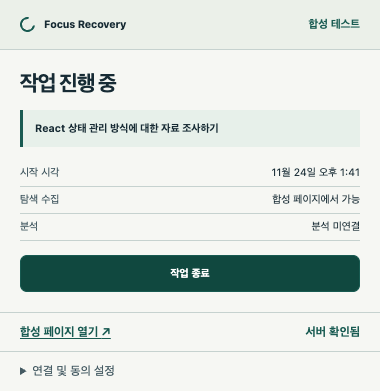 Focus Recovery
합성 테스트
작업 진행 중
React 상태 관리 방식에 대한 자료 조사하기
시작 시각 11월 24일 오후 1:41
탐색 수집 합성 페이지에서 가능
분석 분석 미연결
작업 종료
합성 페이지 열기 ↗ 서버 확인됨
▶ 연결 및 동의 설정